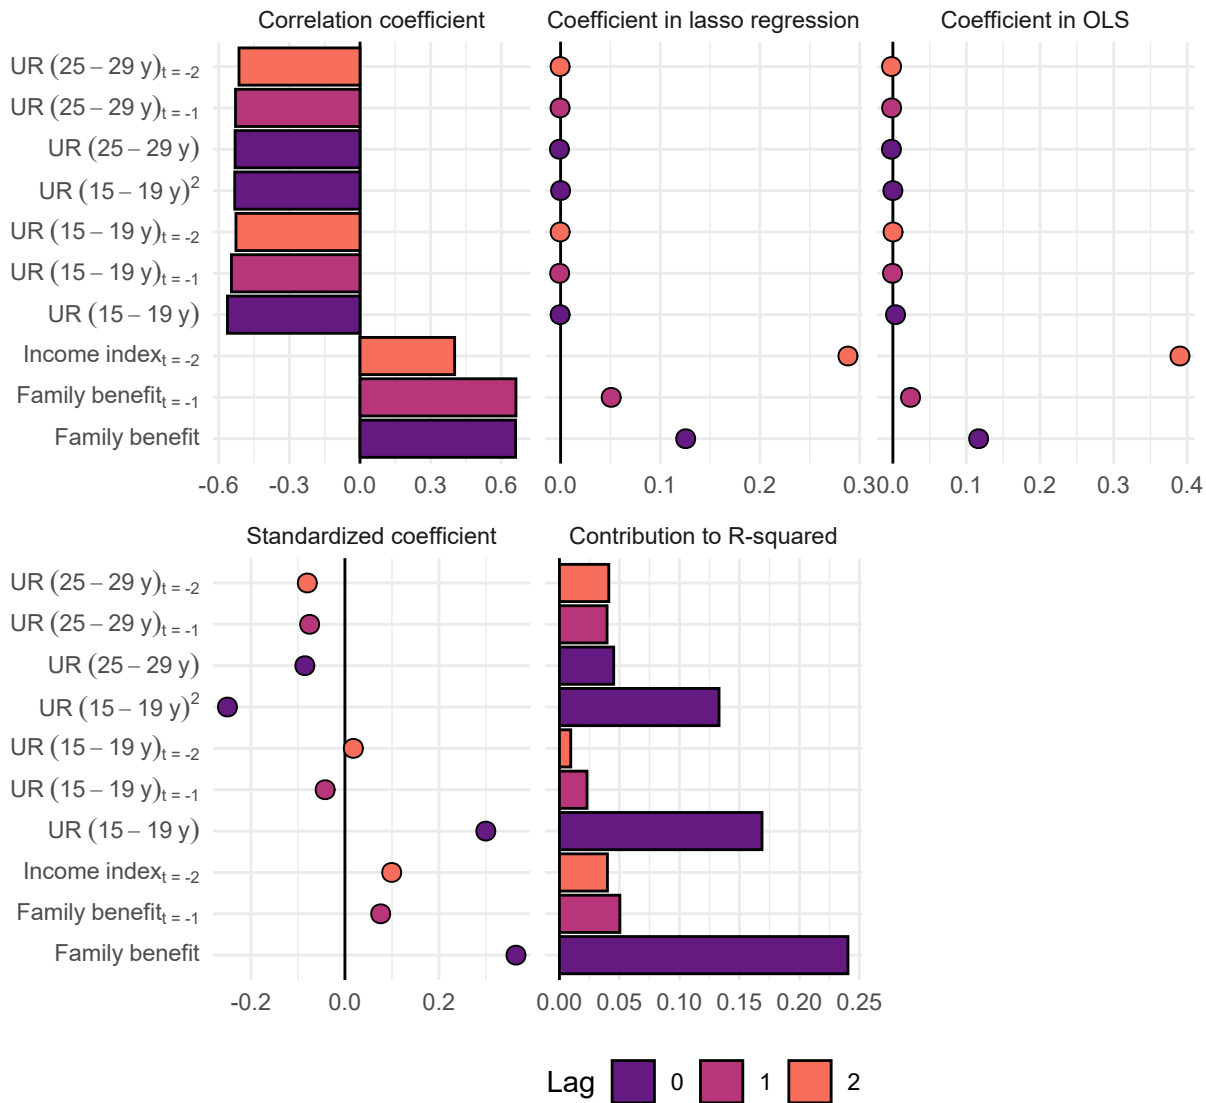 Correlation coefficient Coefficient in lasso regression Coefficient in OLS
UR (25 – 29 y)t = -2
UR (25 – 29 y)t = -1
UR (25 – 29 y)
UR (15 – 19 y)²
UR (15 – 19 y)t = -2
UR (15 – 19 y)t = -1
UR (15 – 19 y)
Income indext = -2
Family benefitt = -1
Family benefit
-0.6 -0.3 0.0 0.3 0.6 0.0 0.1 0.2 0.3 0.0 0.1 0.2 0.3 0.4
Standardized coefficient Contribution to R-squared
UR (25 – 29 y)t = -2
UR (25 – 29 y)t = -1
UR (25 – 29 y)
UR (15 – 19 y)²
UR (15 – 19 y)t = -2
UR (15 – 19 y)t = -1
UR (15 – 19 y)
Income indext = -2
Family benefitt = -1
Family benefit
-0.2 0.0 0.2 0.00 0.05 0.10 0.15 0.20 0.25
Lag 0 1 2